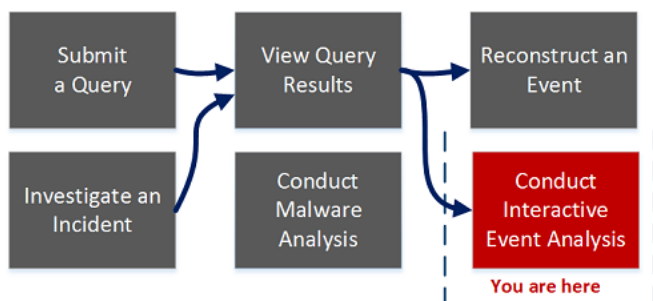 Submit
a Query
View Query
Results
Reconstruct an
Event
Investigate an
Incident
Conduct
Malware
Analysis
Conduct
Interactive
Event Analysis
You are here